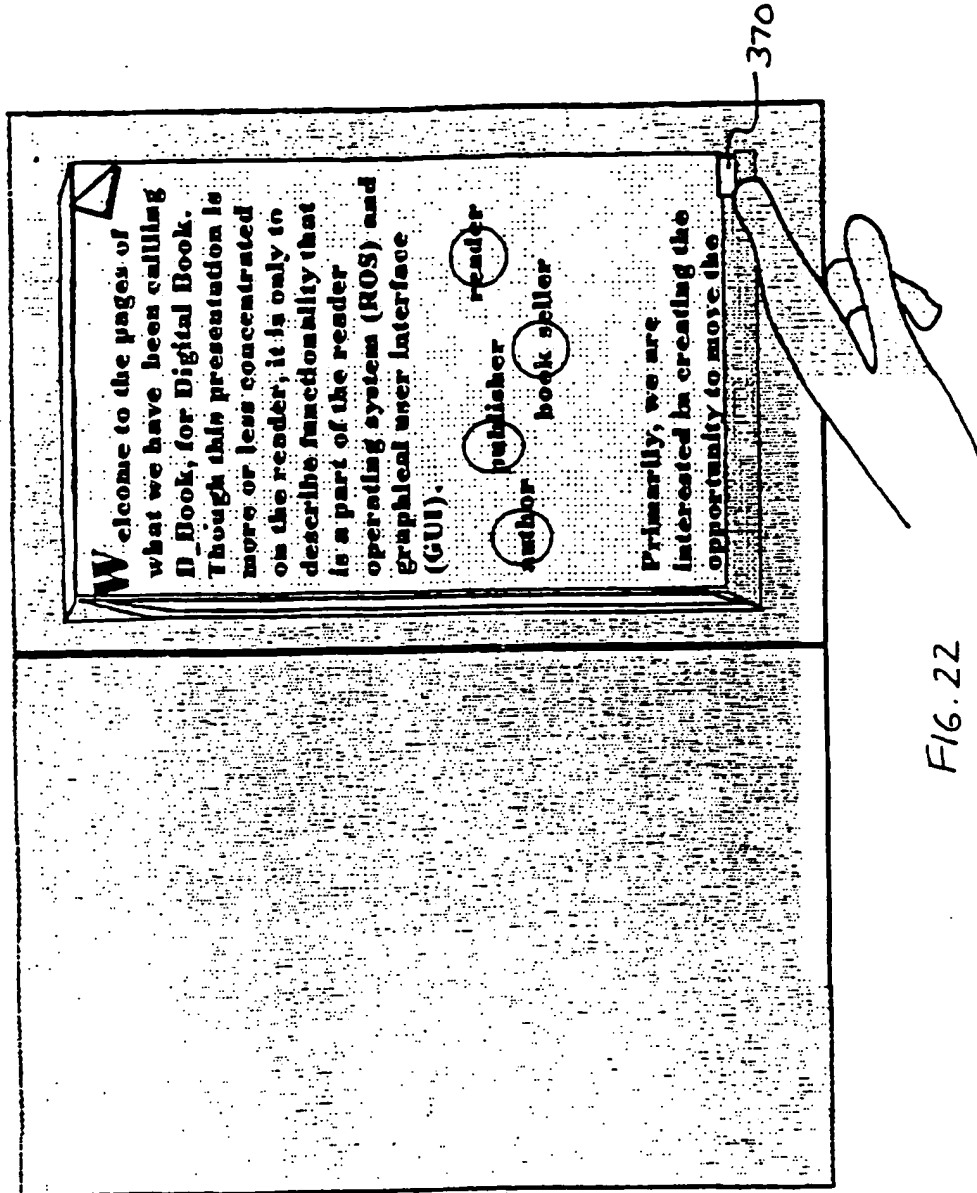 Welcome to the pages of
what we have been callling
D_Book, for Digital Book.
Though this presentation is
more or less concentrated
on the reader, it is only to
describe functionality that
is a part of the reader
operating system (ROS) and
graphical user interface
(GUI).
author publisher reader
book seller
Primarily, we are
interested in creating the
opportunity to move the
370
FIG. 22